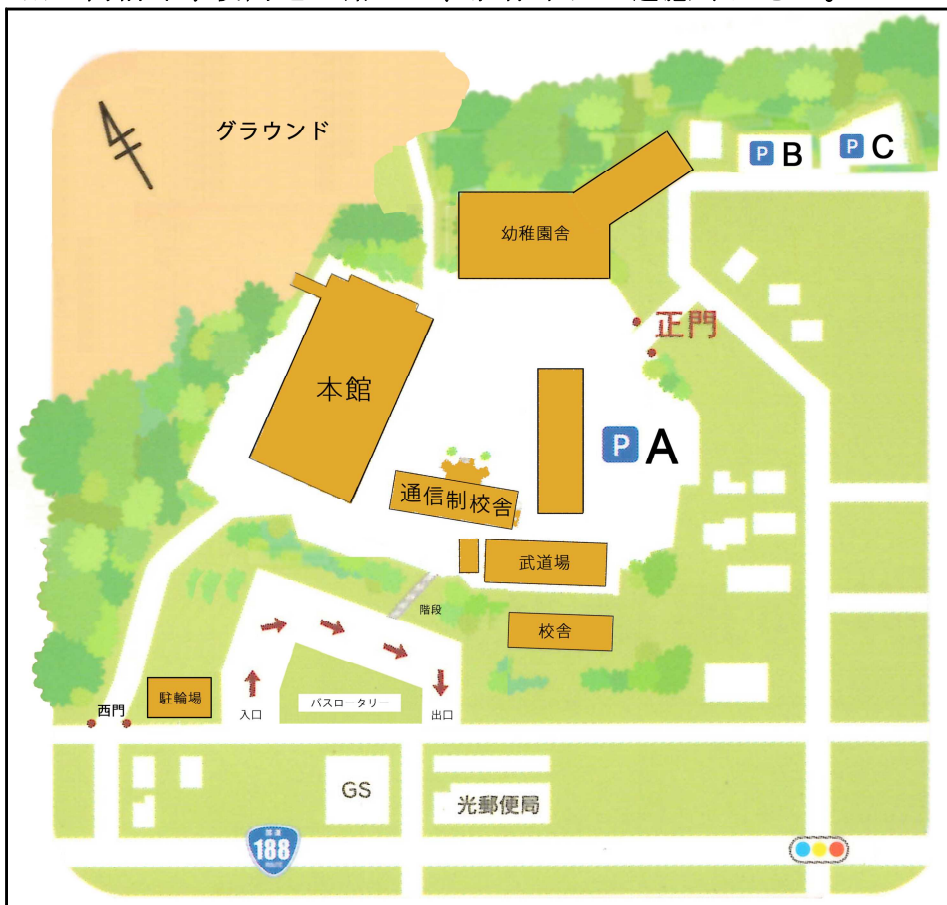 グラウンド
P B
P C
幼稚園舎
正門
本館
P A
通信制校舎
武道場
階段
校舎
駐輪場
バスロータリー
西門
入口
出口
GS
光郵便局
188